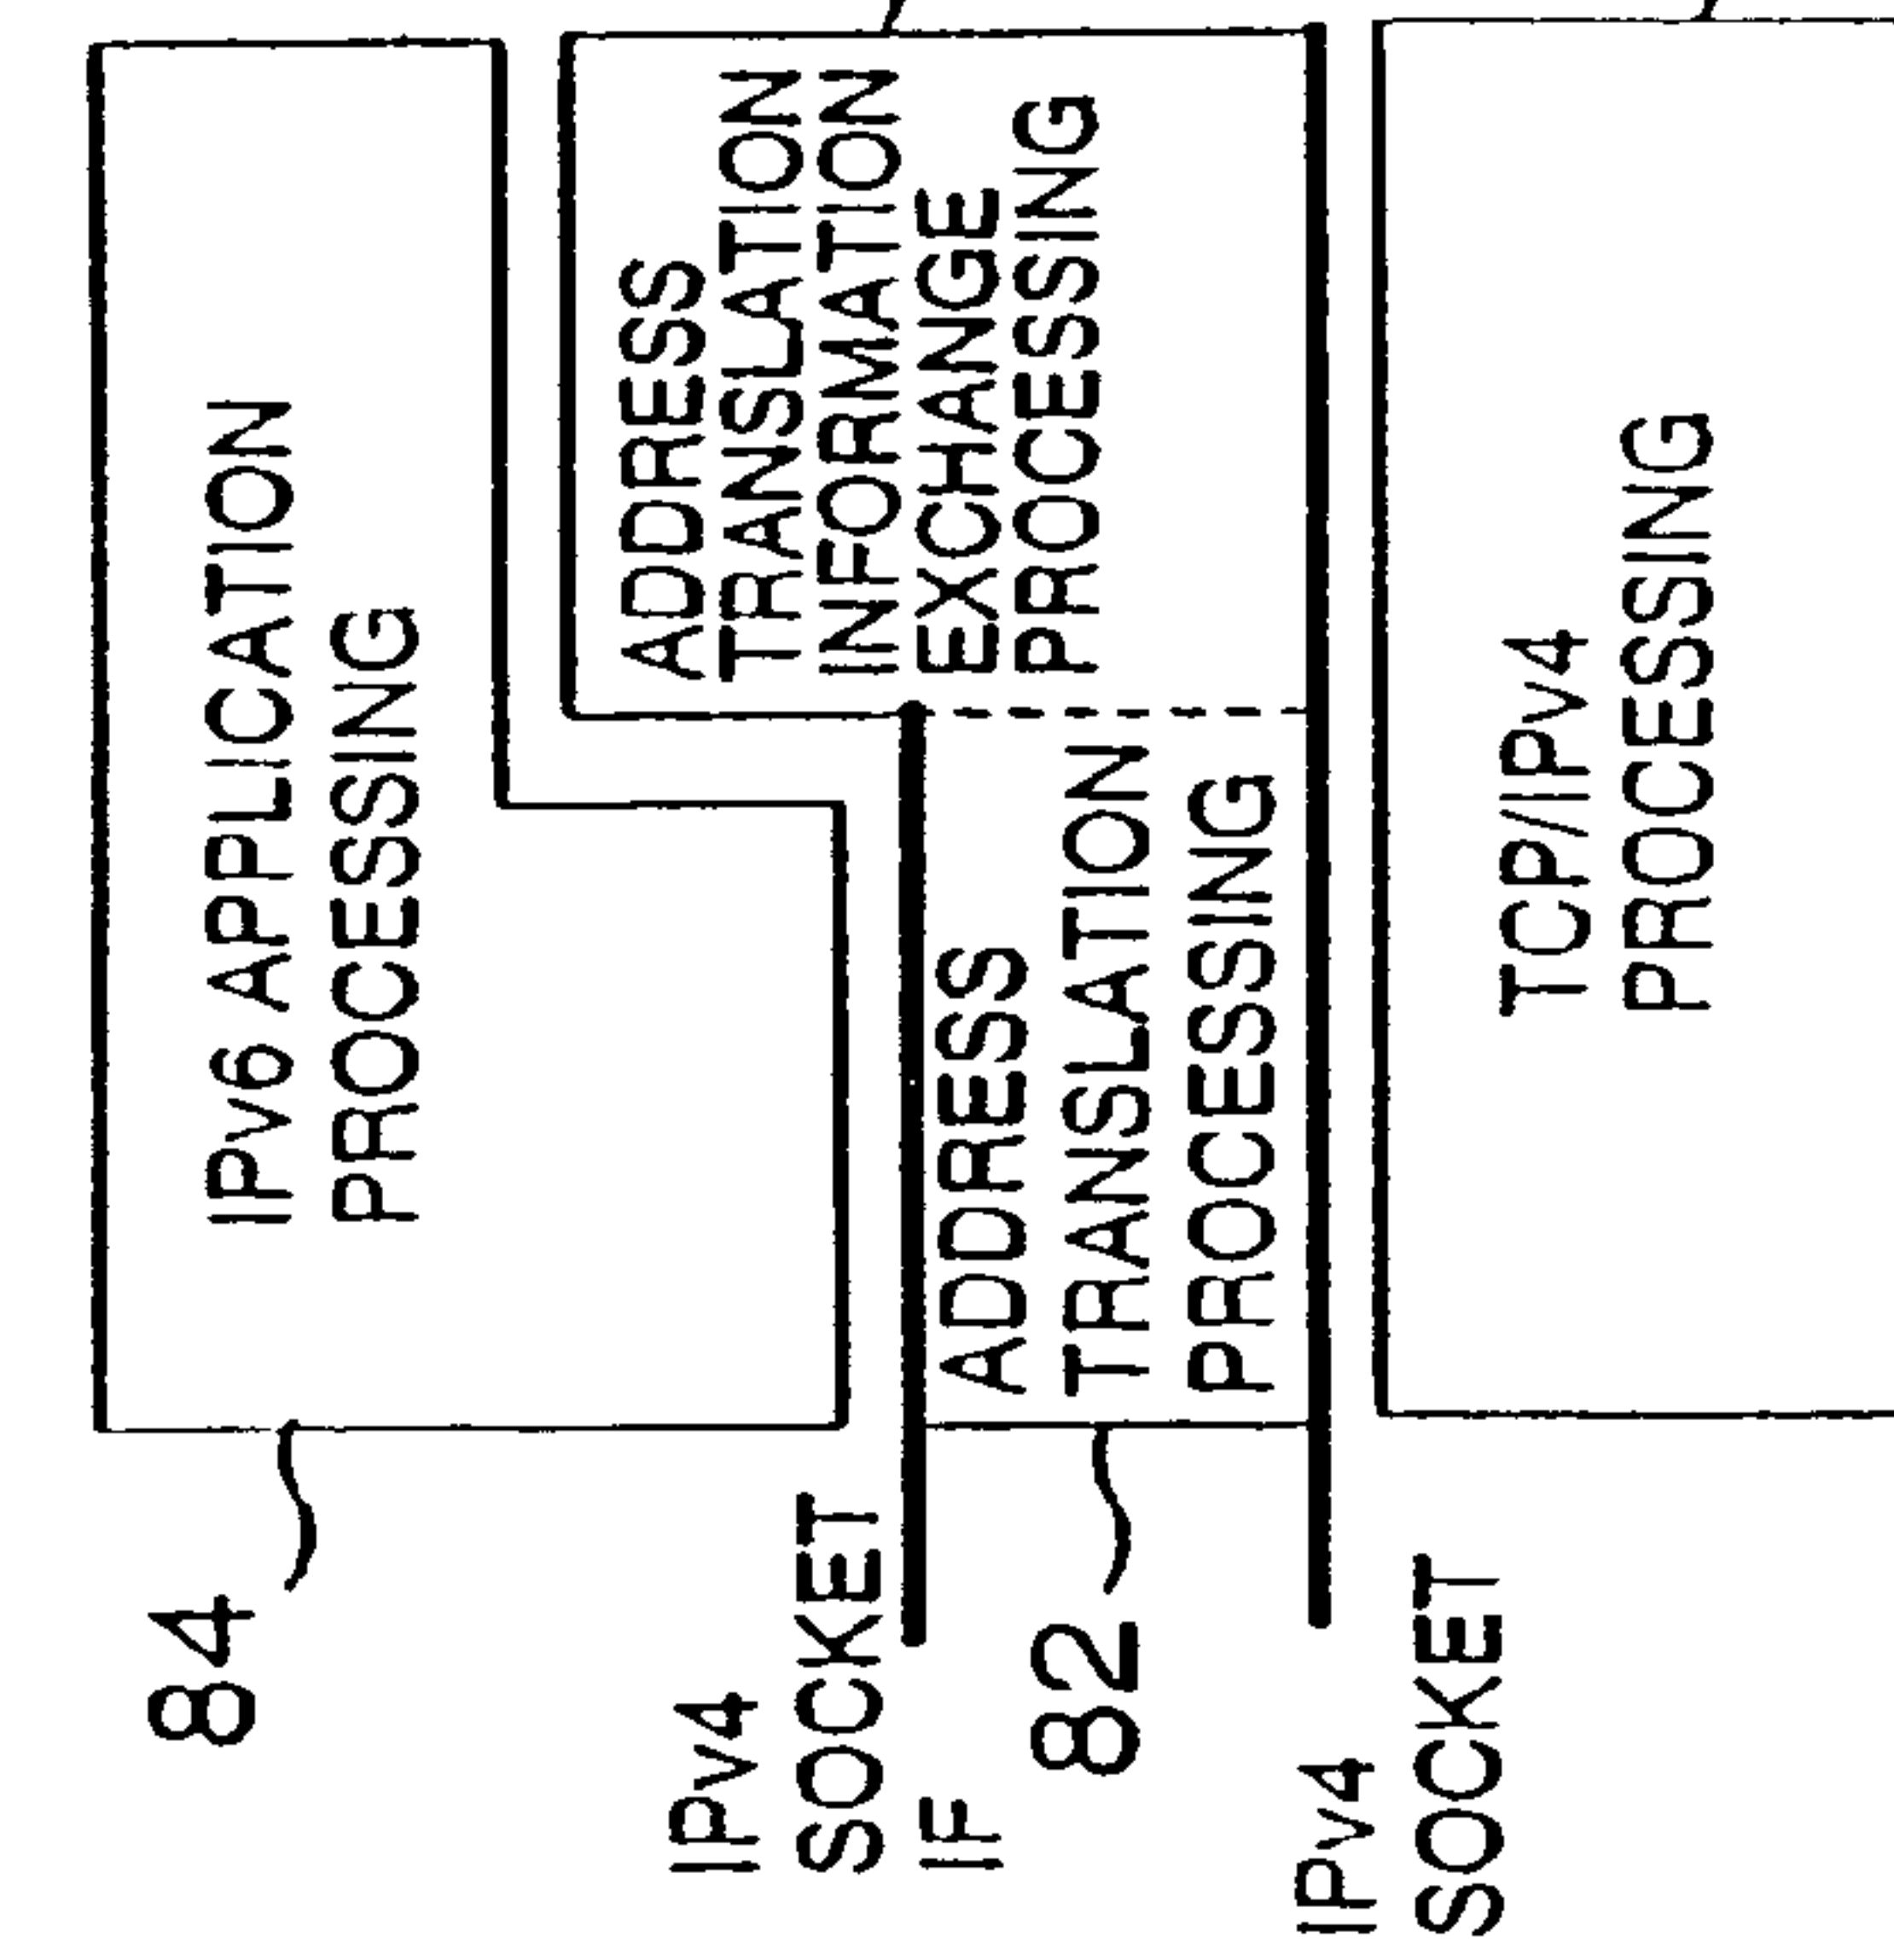 84
IPv6 APPLICATION
PROCESSING
IPv4
SOCKET
IF
ADDRESS
TRANSLATION
INFORMATION
EXCHANGE
PROCESSING
82
ADDRESS
TRANSLATION
PROCESSING
IPv4
SOCKET
TCP/IPv4
PROCESSING